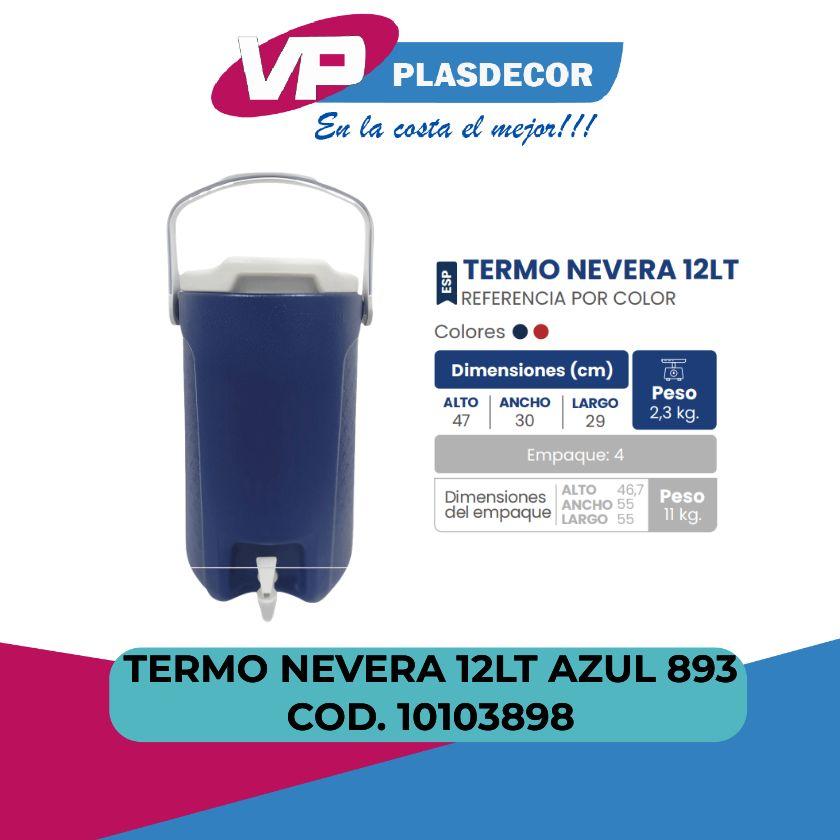 VP PLASDECOR
En la costa el mejor!!!
ESP TERMO NEVERA 12LT
REFERENCIA POR COLOR
Colores
Dimensiones (cm)
ALTO ANCHO LARGO
47 30 29
Peso
2,3 kg.
Empaque: 4
Dimensiones
del empaque
ALTO 46,7
ANCHO 55
LARGO 55
Peso
11 kg.
TERMO NEVERA 12LT AZUL 893
COD. 10103898